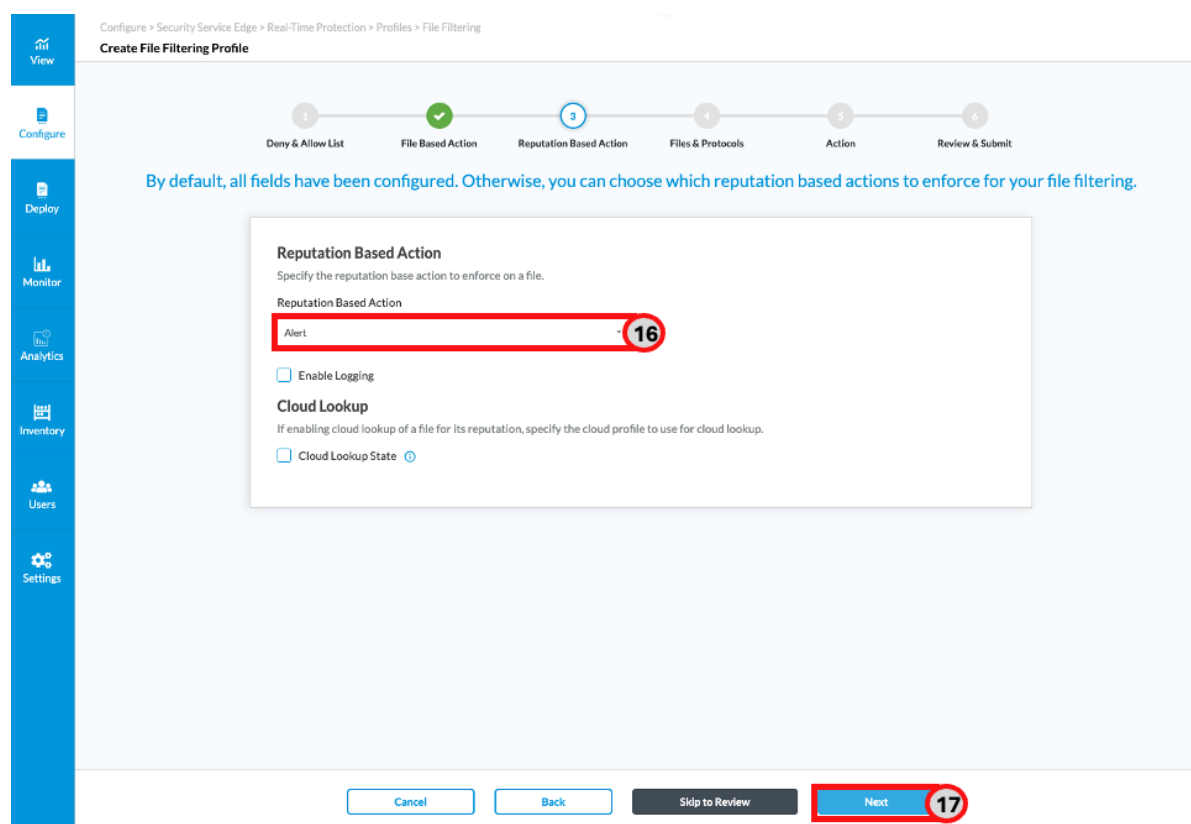 Configure > Security Service Edge > Real-Time Protection > Profiles > File Filtering
Create File Filtering Profile
View
Configure
Deploy
Monitor
Analytics
Inventory
Users
Settings
1
3
4
5
6
Deny & Allow List
File Based Action
Reputation Based Action
Files & Protocols
Action
Review & Submit
By default, all fields have been configured. Otherwise, you can choose which reputation based actions to enforce for your file filtering.
Reputation Based Action
Specify the reputation base action to enforce on a file.
Reputation Based Action
Alert
16
Enable Logging
Cloud Lookup
If enabling cloud lookup of a file for its reputation, specify the cloud profile to use for cloud lookup.
Cloud Lookup State
Cancel
Back
Skip to Review
Next
17